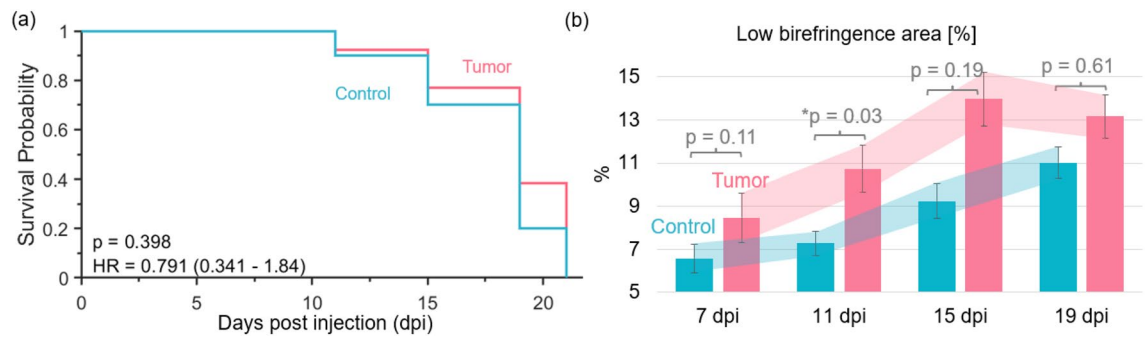 (a)
Survival Probability
1
0.8
0.6
0.4
0.2
0
Tumor
Control
p = 0.398
HR = 0.791 (0.341 - 1.84)
0 5 10 15 20
Days post injection (dpi)
(b)
Low birefringence area [%]
%
15
13
11
9
7
5
p = 0.11
*p = 0.03
p = 0.19
p = 0.61
Tumor
Control
7 dpi 11 dpi 15 dpi 19 dpi